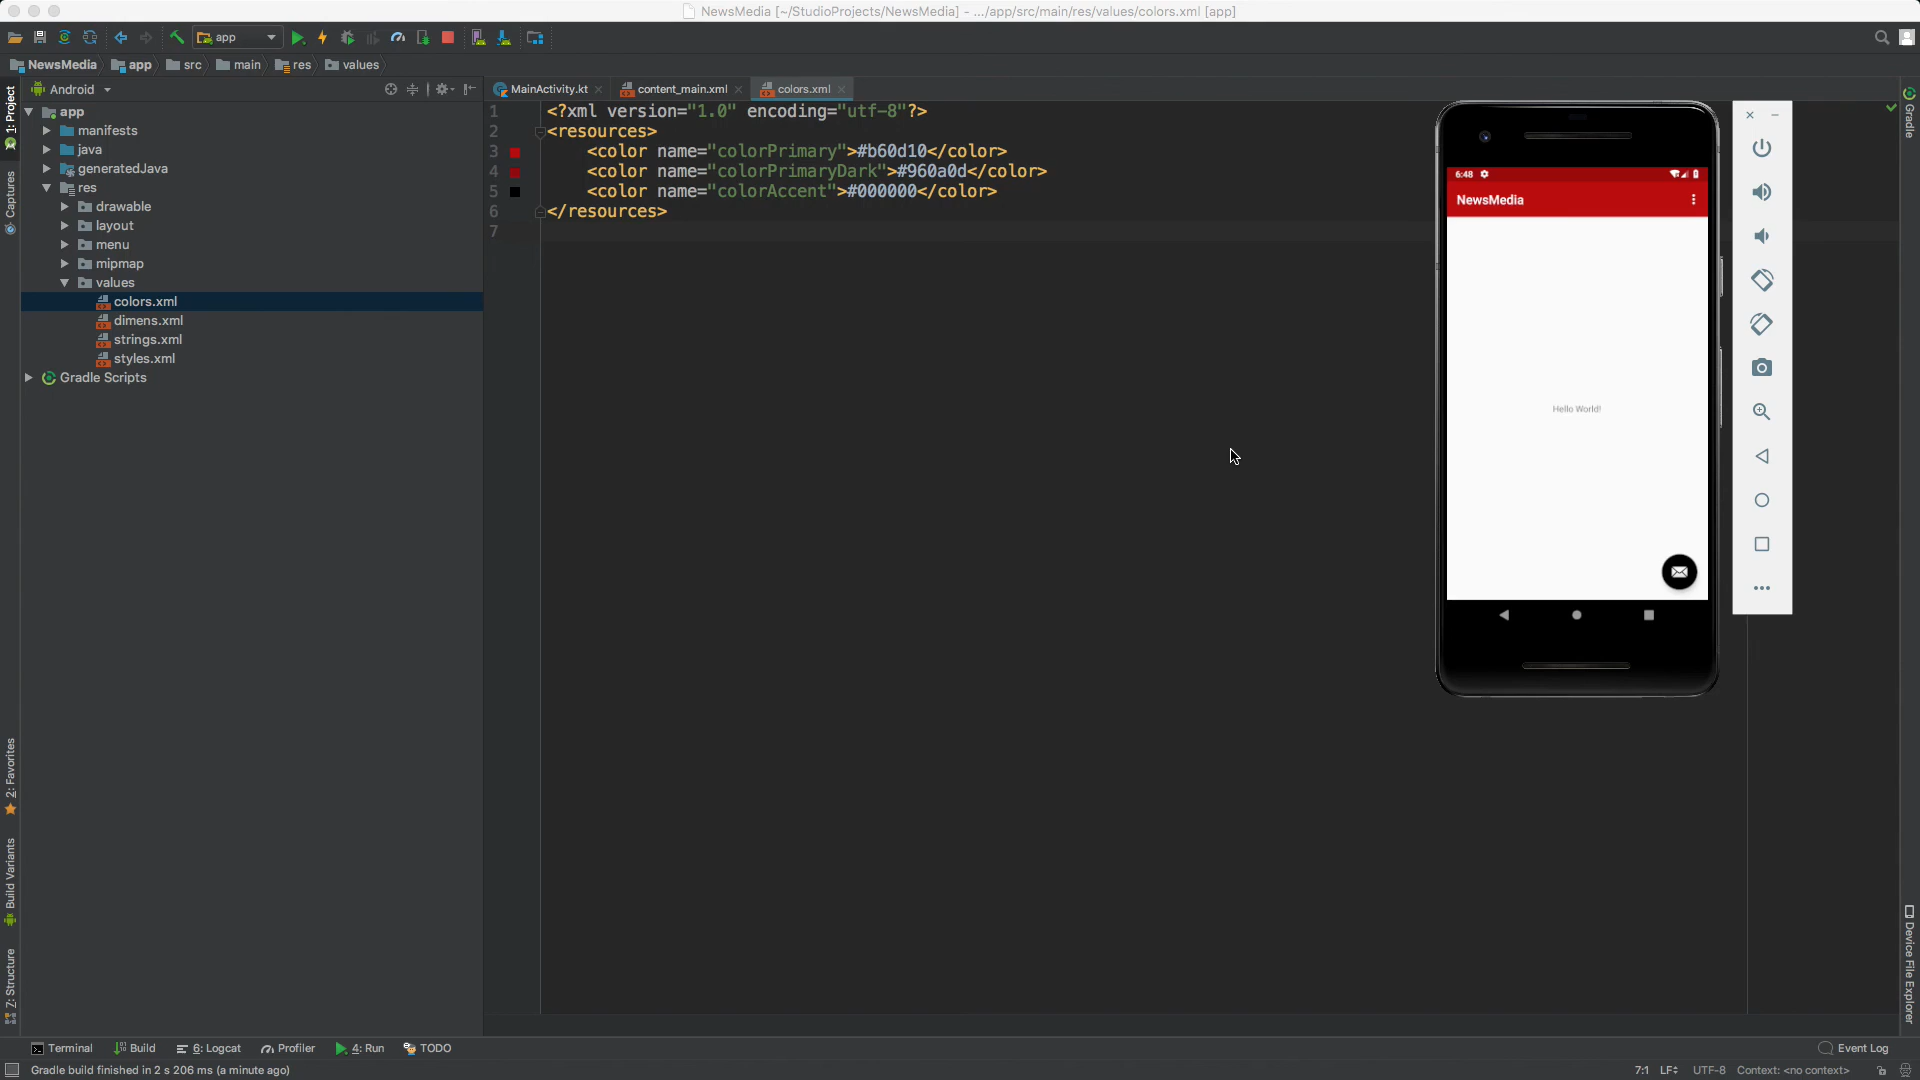 NewsMedia [~/StudioProjects/NewsMedia] - .../app/src/main/res/values/colors.xml [app]
app
NewsMedia app src main res values
Android
MainActivity.kt content_main.xml colors.xml
1: Project
Captures
2: Favorites
Build Variants
7: Structure
app
manifests
java
generatedJava
res
drawable
layout
menu
mipmap
values
colors.xml
dimens.xml
strings.xml
styles.xml
Gradle Scripts
1 <?xml version="1.0" encoding="utf-8"?>
2 <resources>
3 <color name="colorPrimary">#b60d10</color>
4 <color name="colorPrimaryDark">#960a0d</color>
5 <color name="colorAccent">#000000</color>
6 </resources>
7
6:48
NewsMedia
Hello World!
Gradle
Device File Explorer
Terminal Build 6: Logcat Profiler 4: Run TODO Event Log
Gradle build finished in 2 s 206 ms (a minute ago) 7:1 LF UTF-8 Context: <no context>